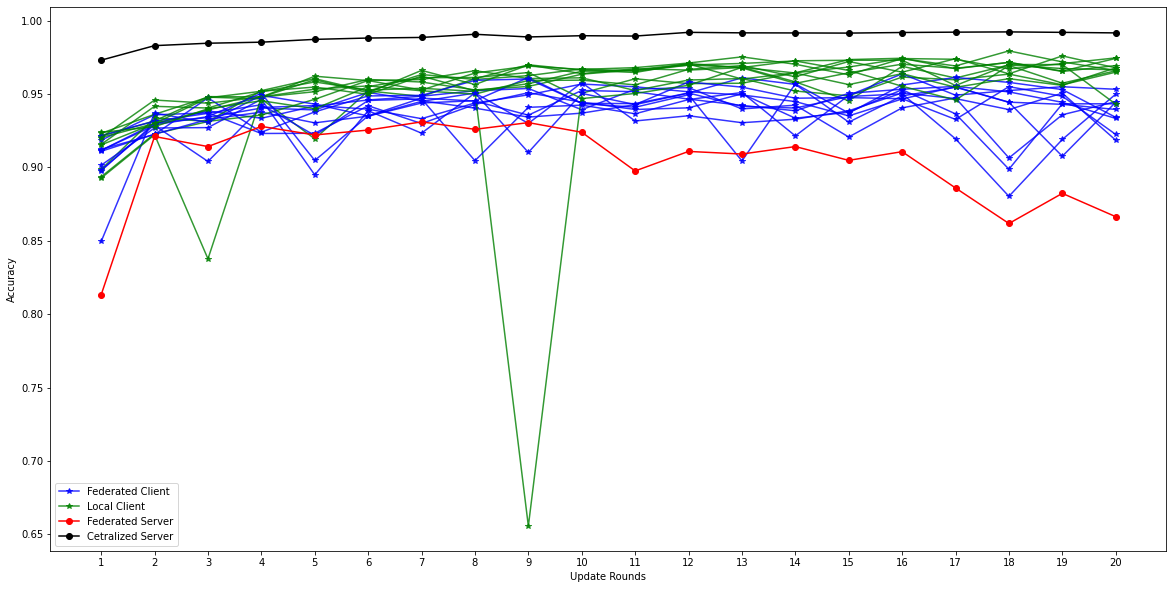 1.00
0.95
0.90
0.85
0.80
0.75
0.70
0.65
Accuracy
Federated Client
Local Client
Federated Server
Cetralized Server
1 2 3 4 5 6 7 8 9 10 11 12 13 14 15 16 17 18 19 20
Update Rounds